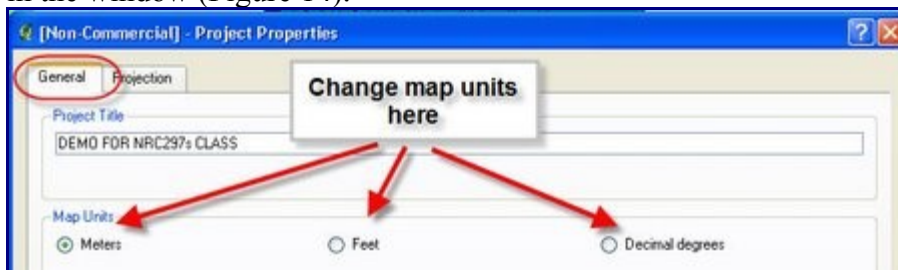 in the window (Figure 14).
[Non-Commercial] - Project Properties
General Projection
Change map units
here
Project Title
DEMO FOR NRC297s CLASS
Map Units
Meters Feet Decimal degrees